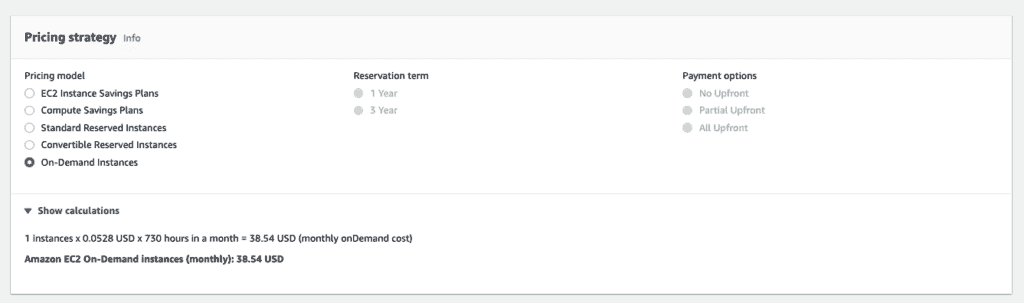 Pricing strategy Info
Pricing model
EC2 Instance Savings Plans
Compute Savings Plans
Standard Reserved Instances
Convertible Reserved Instances
On-Demand Instances
Reservation term
1 Year
3 Year
Payment options
No Upfront
Partial Upfront
All Upfront
Show calculations
1 instances x 0.0528 USD x 730 hours in a month = 38.54 USD (monthly onDemand cost)
Amazon EC2 On-Demand instances (monthly): 38.54 USD